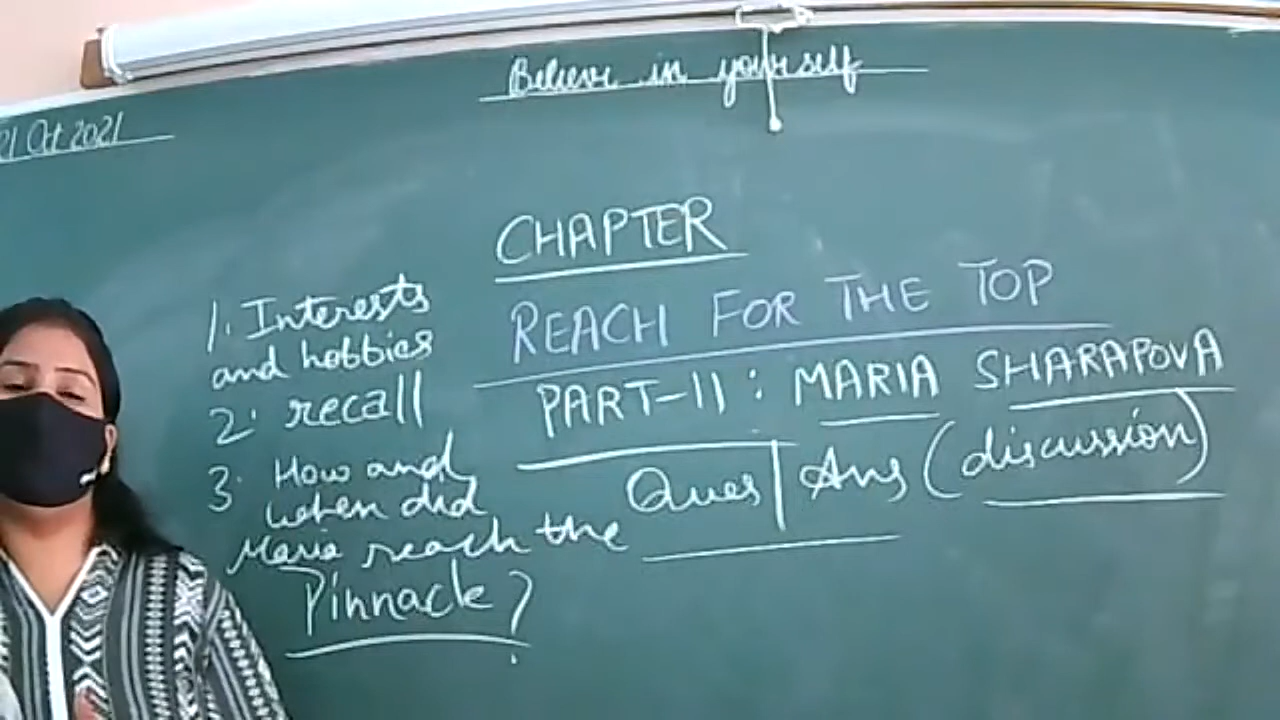 Believe in yourself
21 Oct 2021
CHAPTER
REACH FOR THE TOP
PART-II : MARIA SHARAPOVA
Ques | Ans (discussion)
1. Interests
and hobbies
2. recall
3. How and
when did
Maria reach the
Pinnacle?